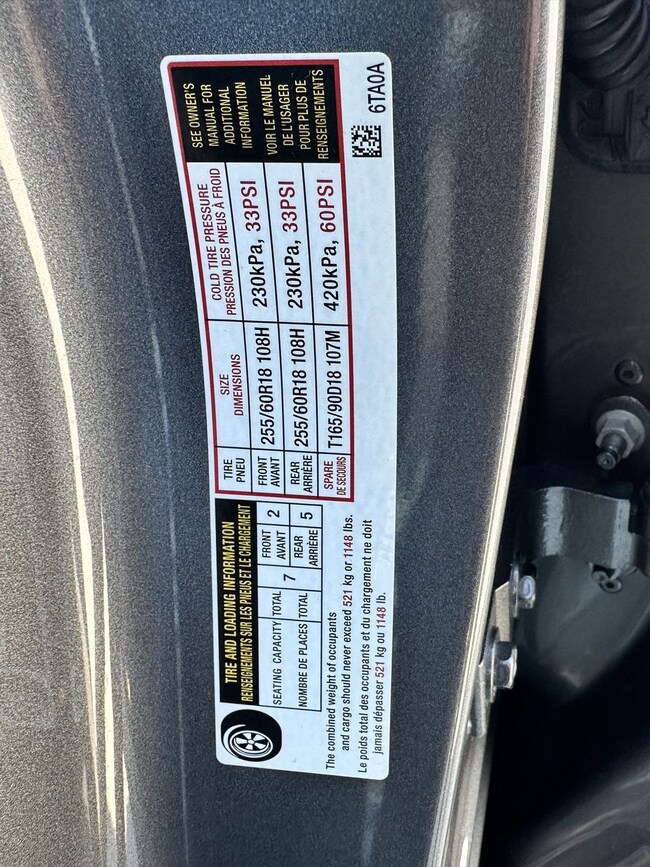 TIRE AND LOADING INFORMATION
RENSEIGNEMENTS SUR LES PNEUS ET LE CHARGEMENT
SEATING CAPACITY TOTAL 7 FRONT AVANT 2
NOMBRE DE PLACES TOTAL REAR ARRIÈRE 5
The combined weight of occupants
and cargo should never exceed 521 kg or 1148 lbs.
Le poids total des occupants et du chargement ne doit
jamais dépasser 521 kg ou 1148 lb.
TIRE
PNEU
SIZE
DIMENSIONS
COLD TIRE PRESSURE
PRESSION DES PNEUS À FROID
FRONT
AVANT
255/60R18 108H
230kPa, 33PSI
REAR
ARRIÈRE
255/60R18 108H
230kPa, 33PSI
SPARE
DE SECOURS
T165/90D18 107M
420kPa, 60PSI
SEE OWNER'S
MANUAL FOR
ADDITIONAL
INFORMATION
VOIR LE MANUEL
DE L'USAGER
POUR PLUS DE
RENSEIGNEMENTS
6TA0A